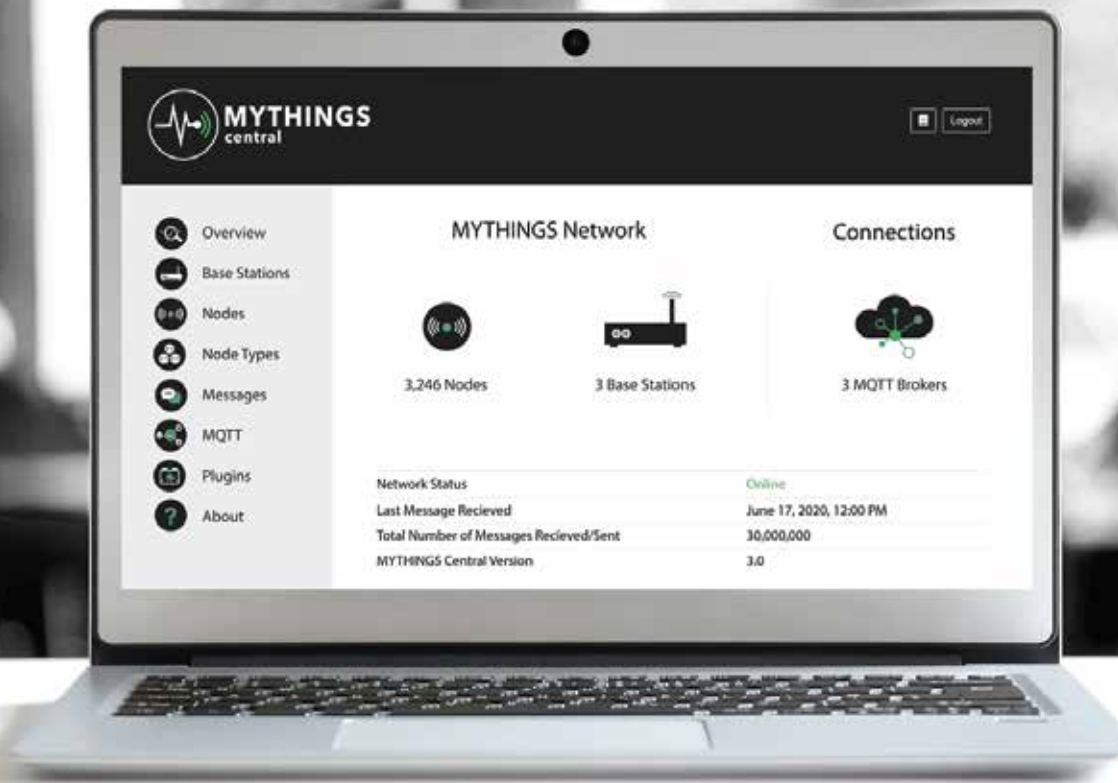 MYTHINGS
central
Logout
Overview
Base Stations
Nodes
Node Types
Messages
MQTT
Plugins
About
MYTHINGS Network
Connections
3,246 Nodes
3 Base Stations
3 MQTT Brokers
Network Status Online
Last Message Recieved June 17, 2020, 12:00 PM
Total Number of Messages Recieved/Sent 30,000,000
MYTHINGS Central Version 3.0